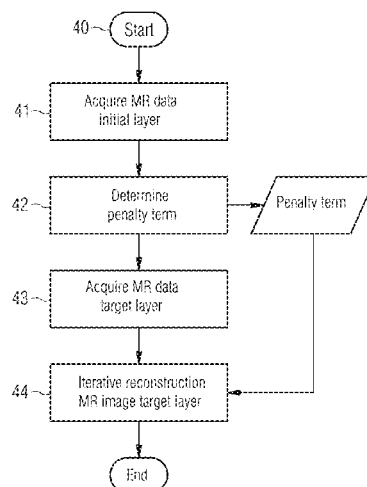 40
Start
41
Acquire MR data
initial layer
42
Determine
penalty term
Penalty term
43
Acquire MR data
target layer
44
Iterative reconstruction
MR image target layer
End